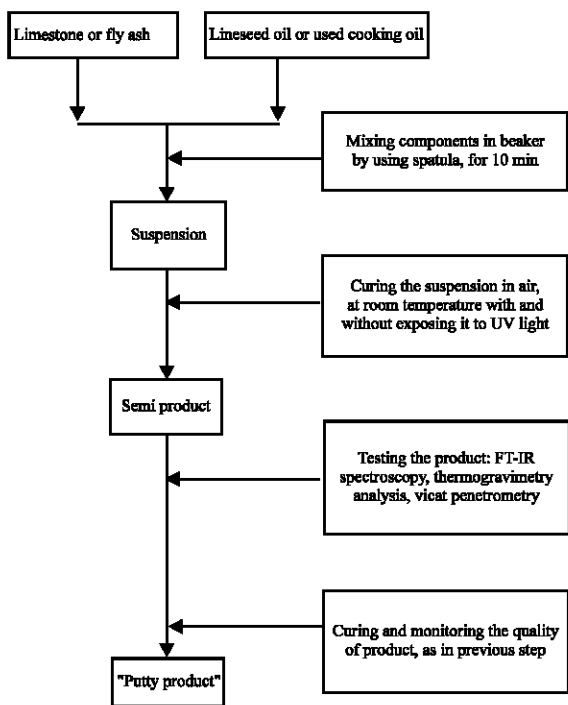 Limestone or fly ash
Lineseed oil or used cooking oil
Mixing components in beaker
by using spatula, for 10 min
Suspension
Curing the suspension in air,
at room temperature with and
without exposing it to UV light
Semi product
Testing the product: FT-IR
spectroscopy, thermogravimetry
analysis, vicat penetrometry
Curing and monitoring the quality
of product, as in previous step
"Putty product"